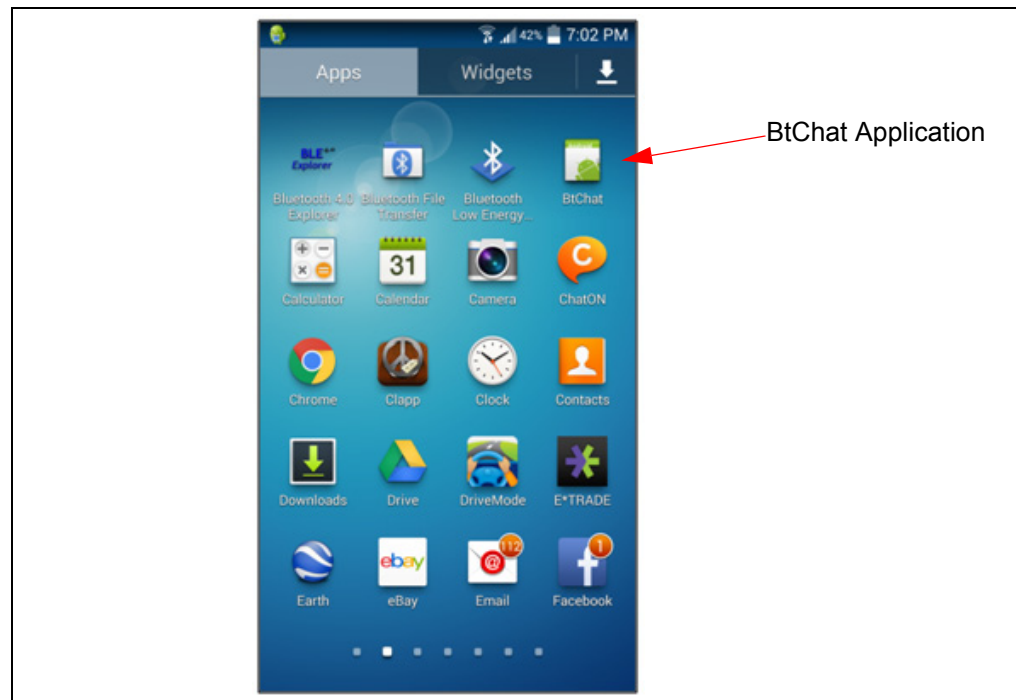 42% 7:02 PM
Apps Widgets
BtChat Application
BLE
Explorer
Bluetooth 4.0 Explorer
Bluetooth File Transfer
Bluetooth Low Energy...
BtChat
31
Calculator
Calendar
Camera
C
ChatON
Chrome
Clapp
Clock
Contacts
Downloads
Drive
DriveMode
E*TRADE
ebay
112
@
1
f
Earth
eBay
Email
Facebook